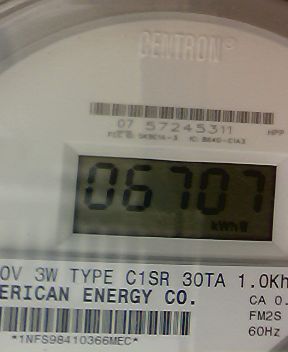 CENTRON®
07 57245311
HPP
06707
kWh
0V 3W TYPE C1SR 30TA 1.0Kh
ERICAN ENERGY CO.
CA 0.
FM2S
60Hz
*1NFS98410366MEC*